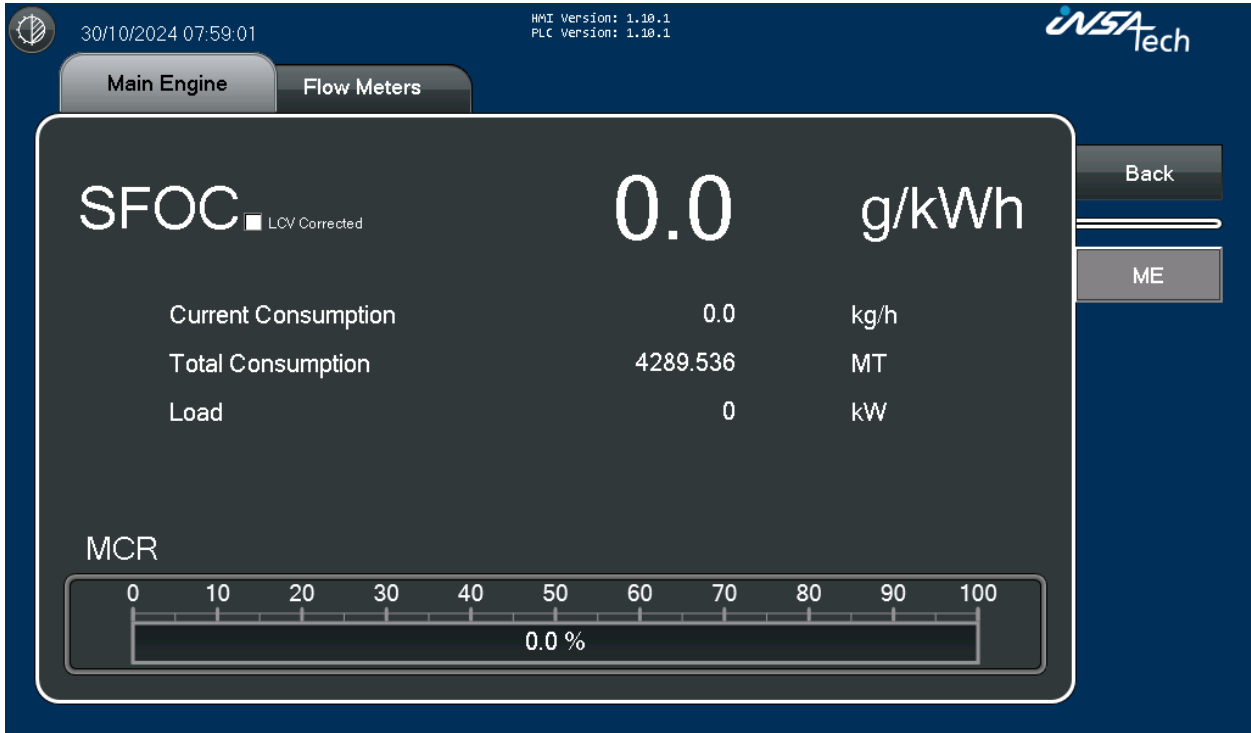 30/10/2024 07:59:01
HMI Version: 1.10.1
PLC Version: 1.10.1
iNSA Tech
Main Engine
Flow Meters
Back
SFOC LCV Corrected 0.0 g/kWh
ME
Current Consumption 0.0 kg/h
Total Consumption 4289.536 MT
Load 0 kW
MCR
0 10 20 30 40 50 60 70 80 90 100
0.0 %